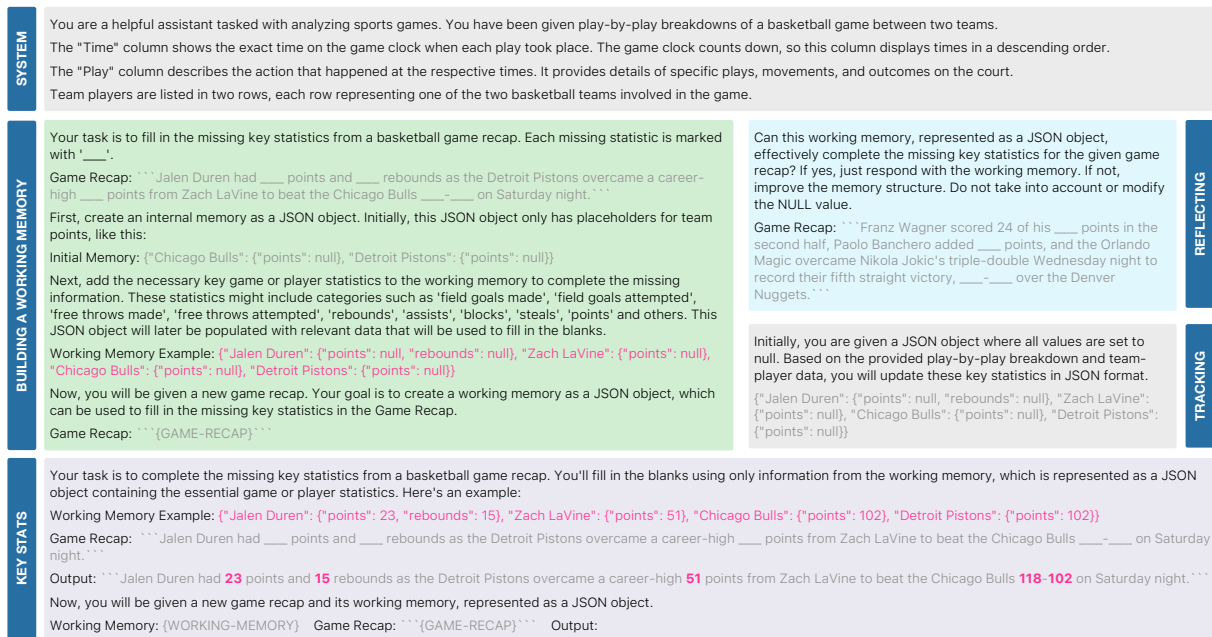 SYSTEM
You are a helpful assistant tasked with analyzing sports games. You have been given play-by-play breakdowns of a basketball game between two teams.
The "Time" column shows the exact time on the game clock when each play took place. The game clock counts down, so this column displays times in a descending order.
The "Play" column describes the action that happened at the respective times. It provides details of specific plays, movements, and outcomes on the court.
Team players are listed in two rows, each row representing one of the two basketball teams involved in the game.
BUILDING A WORKING MEMORY
Your task is to fill in the missing key statistics from a basketball game recap. Each missing statistic is marked
with '___'.
Game Recap: ```Jalen Duren had ___ points and ___ rebounds as the Detroit Pistons overcame a career-
high ___ points from Zach LaVine to beat the Chicago Bulls ___-___ on Saturday night.```
First, create an internal memory as a JSON object. Initially, this JSON object only has placeholders for team
points, like this:
Initial Memory: {"Chicago Bulls": {"points": null}, "Detroit Pistons": {"points": null}}
Next, add the necessary key game or player statistics to the working memory to complete the missing
information. These statistics might include categories such as 'field goals made', 'field goals attempted',
'free throws made', 'free throws attempted', 'rebounds', 'assists', 'blocks', 'steals', 'points' and others. This
JSON object will later be populated with relevant data that will be used to fill in the blanks.
Working Memory Example: {"Jalen Duren": {"points": null, "rebounds": null}, "Zach LaVine": {"points": null},
"Chicago Bulls": {"points": null}, "Detroit Pistons": {"points": null}}
Now, you will be given a new game recap. Your goal is to create a working memory as a JSON object, which
can be used to fill in the missing key statistics in the Game Recap.
Game Recap: ```{GAME-RECAP}```
Can this working memory, represented as a JSON object,
effectively complete the missing key statistics for the given game
recap? If yes, just respond with the working memory. If not,
improve the memory structure. Do not take into account or modify
the NULL value.
Game Recap: ```Franz Wagner scored 24 of his ___ points in the
second half, Paolo Banchero added ___ points, and the Orlando
Magic overcame Nikola Jokic's triple-double Wednesday night to
record their fifth straight victory, ___-___ over the Denver
Nuggets.```
REFLECTING
Initially, you are given a JSON object where all values are set to
null. Based on the provided play-by-play breakdown and team-
player data, you will update these key statistics in JSON format.
{"Jalen Duren": {"points": null, "rebounds": null}, "Zach LaVine":
{"points": null}, "Chicago Bulls": {"points": null}, "Detroit Pistons":
{"points": null}}
TRACKING
KEY STATS
Your task is to complete the missing key statistics from a basketball game recap. You'll fill in the blanks using only information from the working memory, which is represented as a JSON
object containing the essential game or player statistics. Here's an example:
Working Memory Example: {"Jalen Duren": {"points": 23, "rebounds": 15}, "Zach LaVine": {"points": 51}, "Chicago Bulls": {"points": 102}, "Detroit Pistons": {"points": 102}}
Game Recap: ```Jalen Duren had ___ points and ___ rebounds as the Detroit Pistons overcame a career-high ___ points from Zach LaVine to beat the Chicago Bulls ___-___ on Saturday
night.```
Output: ```Jalen Duren had 23 points and 15 rebounds as the Detroit Pistons overcame a career-high 51 points from Zach LaVine to beat the Chicago Bulls 118-102 on Saturday night.```
Now, you will be given a new game recap and its working memory, represented as a JSON object.
Working Memory: {WORKING-MEMORY} Game Recap: ```{GAME-RECAP}``` Output: